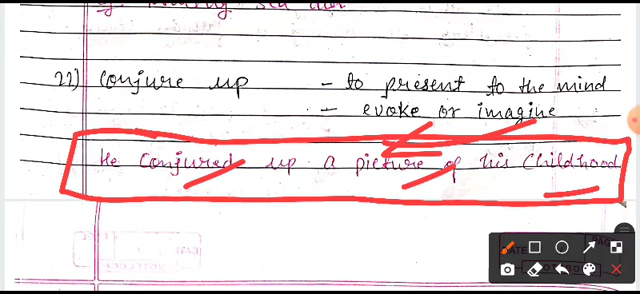 22) Conjure up - to present to the mind
- evoke or imagine
He conjured up a picture of his childhood